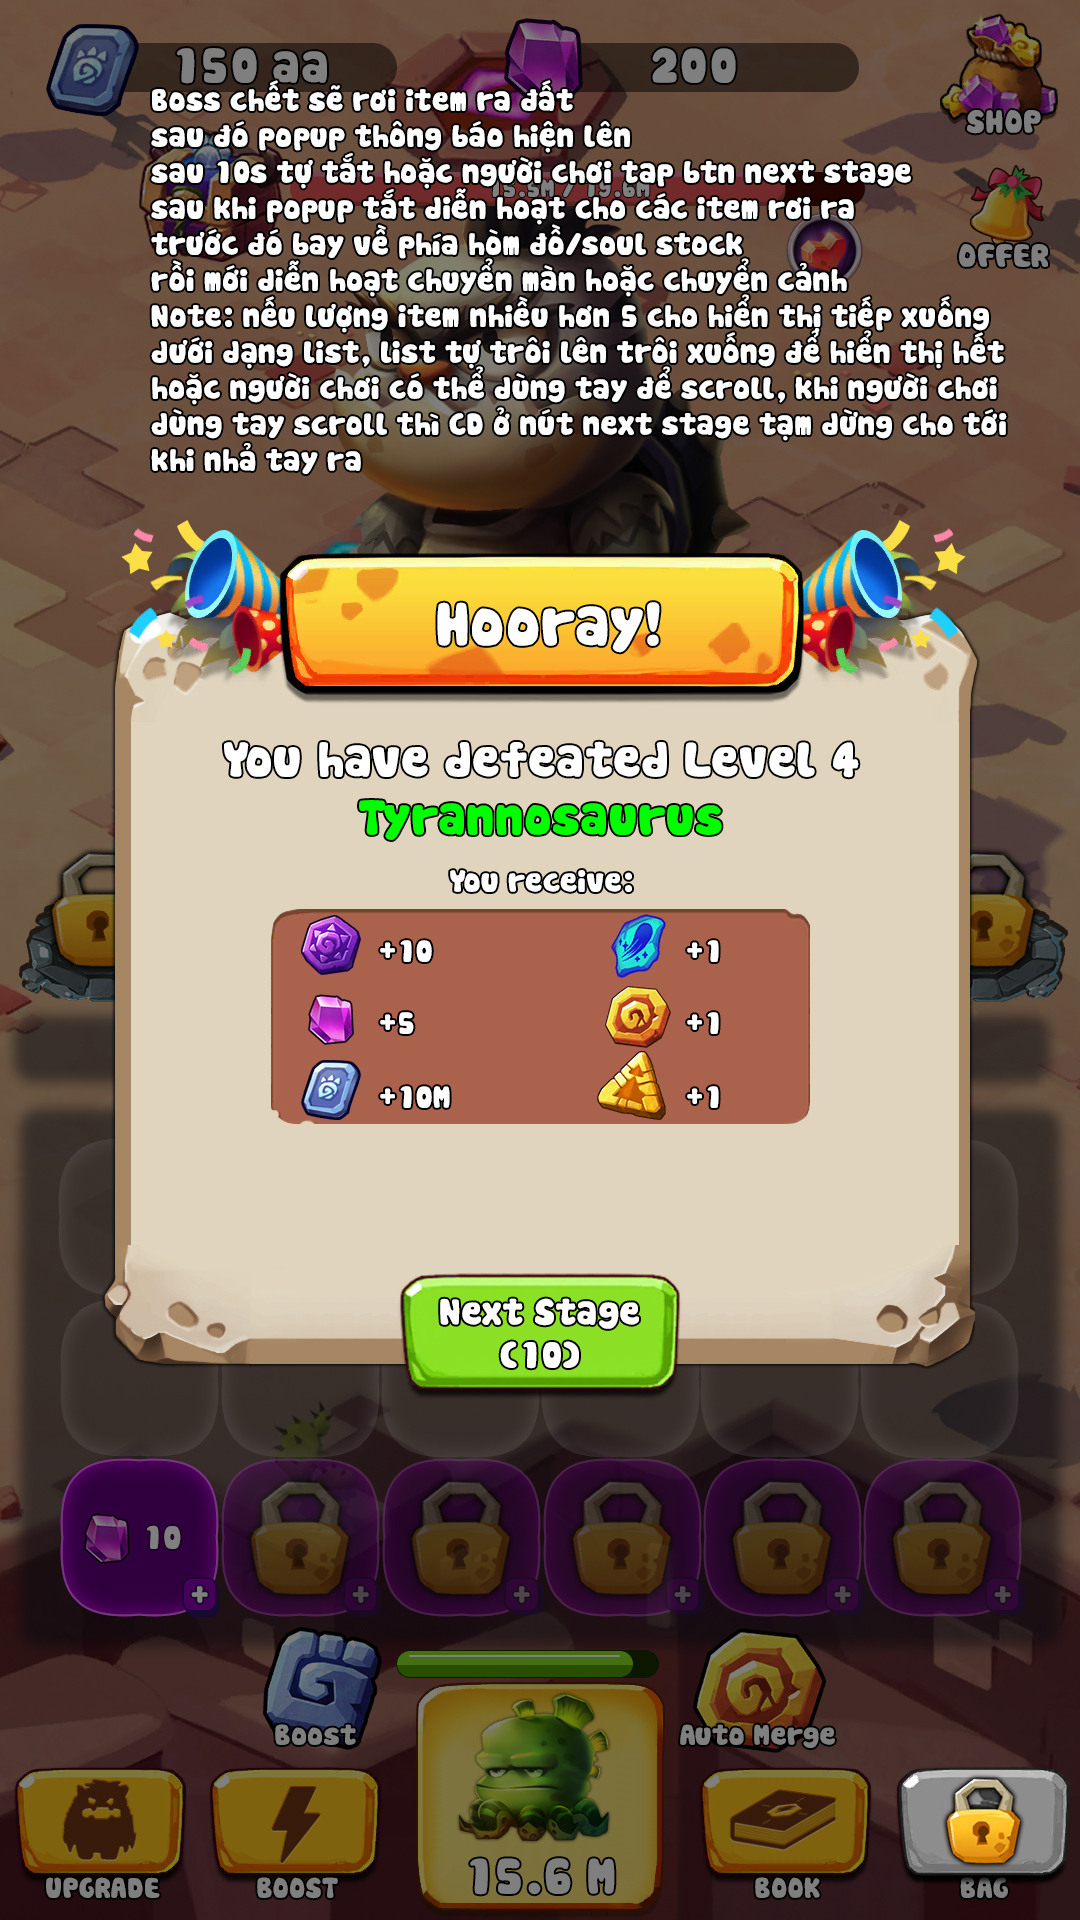 150 aa
200
SHOP
Boss chết sẽ rơi item ra đất
sau đó popup thông báo hiện lên
sau 10s tự tắt hoặc người chơi tap btn next stage
15.5M / 19.6M
sau khi popup tắt diễn hoạt cho các item rơi ra
trước đó bay về phía hòm đồ/soul stock
OFFER
rồi mới diễn hoạt chuyển màn hoặc chuyển cảnh
Note: nếu lượng item nhiều hơn 5 cho hiển thị tiếp xuống
dưới dạng list, list tự trôi lên trôi xuống để hiển thị hết
hoặc người chơi có thể dùng tay để scroll, khi người chơi
dùng tay scroll thì CD ở nút next stage tạm dừng cho tới
khi nhả tay ra
Hooray!
You have defeated Level 4
Tyrannosaurus
You receive:
+10
+1
+5
+1
+10M
+1
Next Stage
(10)
10
Boost
Auto Merge
15.6 M
UPGRADE
BOOST
BOOK
BAG